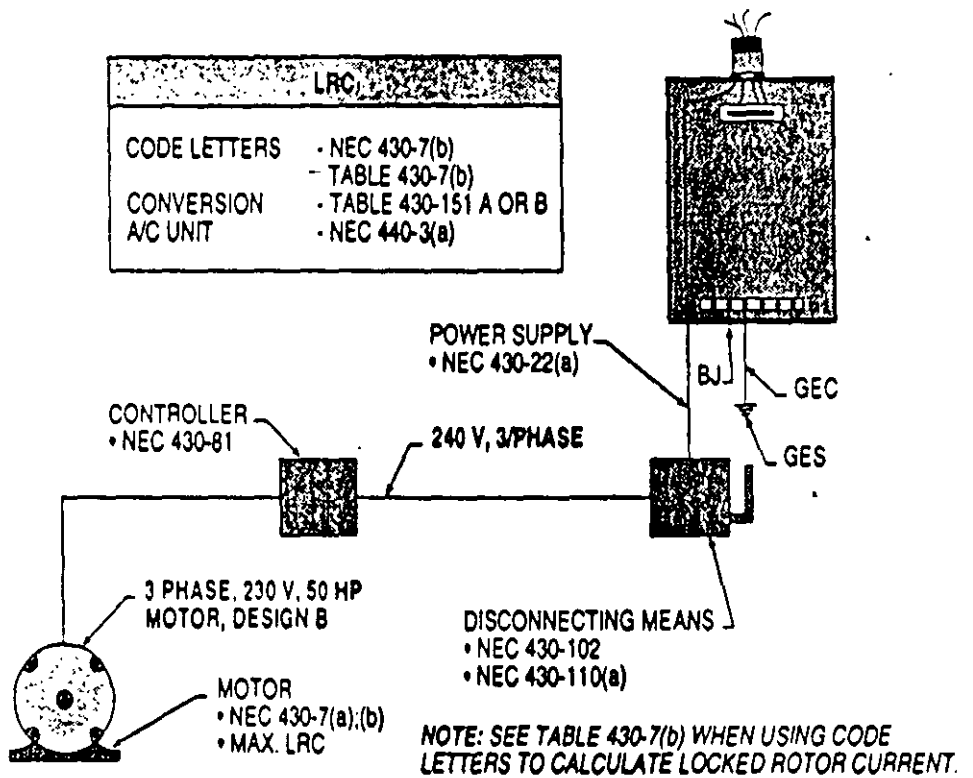 LRC
CODE LETTERS - NEC 430-7(b)
- TABLE 430-7(b)
CONVERSION - TABLE 430-151 A OR B
A/C UNIT - NEC 440-3(a)
POWER SUPPLY
• NEC 430-22(a)
BJ
GEC
GES
CONTROLLER
• NEC 430-81
240 V, 3/PHASE
3 PHASE, 230 V, 50 HP
MOTOR, DESIGN B
DISCONNECTING MEANS
• NEC 430-102
• NEC 430-110(a)
MOTOR
• NEC 430-7(a);(b)
• MAX. LRC
NOTE: SEE TABLE 430-7(b) WHEN USING CODE
LETTERS TO CALCULATE LOCKED ROTOR CURRENT.